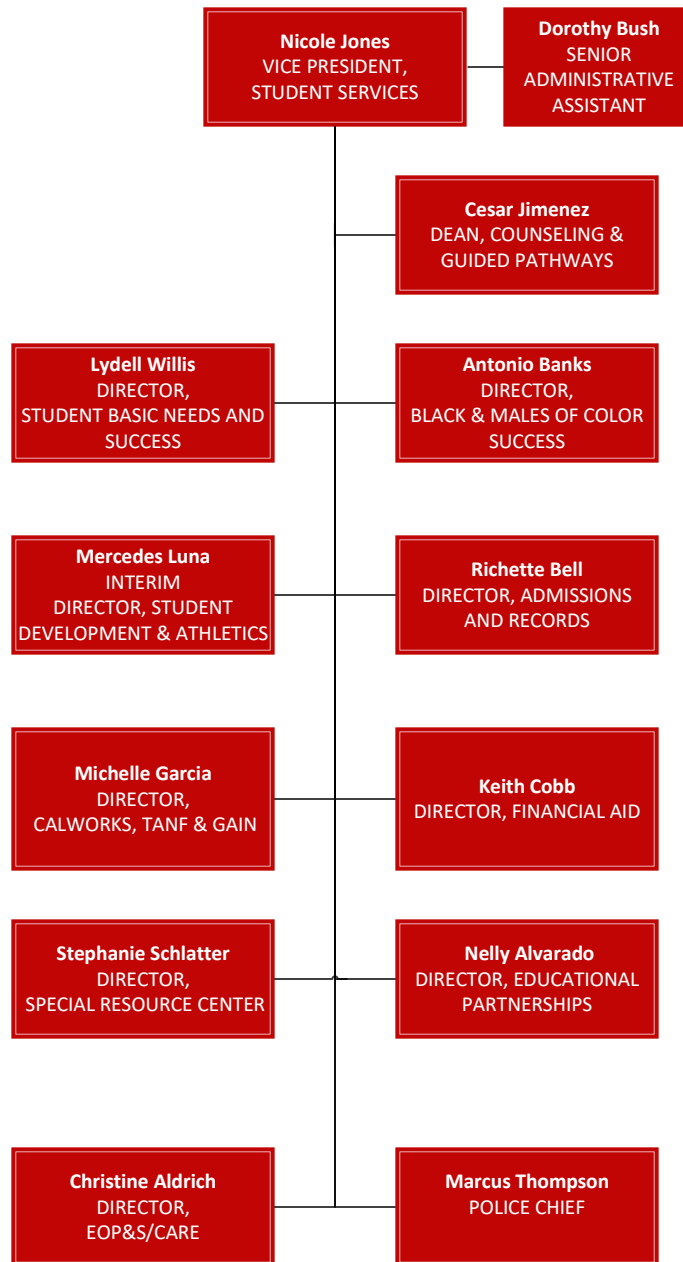 Nicole Jones
VICE PRESIDENT,
STUDENT SERVICES
Dorothy Bush
SENIOR
ADMINISTRATIVE
ASSISTANT
Cesar Jimenez
DEAN, COUNSELING &
GUIDED PATHWAYS
Lydell Willis
DIRECTOR,
STUDENT BASIC NEEDS AND
SUCCESS
Antonio Banks
DIRECTOR,
BLACK & MALES OF COLOR
SUCCESS
Mercedes Luna
INTERIM
DIRECTOR, STUDENT
DEVELOPMENT & ATHLETICS
Richette Bell
DIRECTOR, ADMISSIONS
AND RECORDS
Michelle Garcia
DIRECTOR,
CALWORKS, TANF & GAIN
Keith Cobb
DIRECTOR, FINANCIAL AID
Stephanie Schlatter
DIRECTOR,
SPECIAL RESOURCE CENTER
Nelly Alvarado
DIRECTOR, EDUCATIONAL
PARTNERSHIPS
Christine Aldrich
DIRECTOR,
EOP&S/CARE
Marcus Thompson
POLICE CHIEF